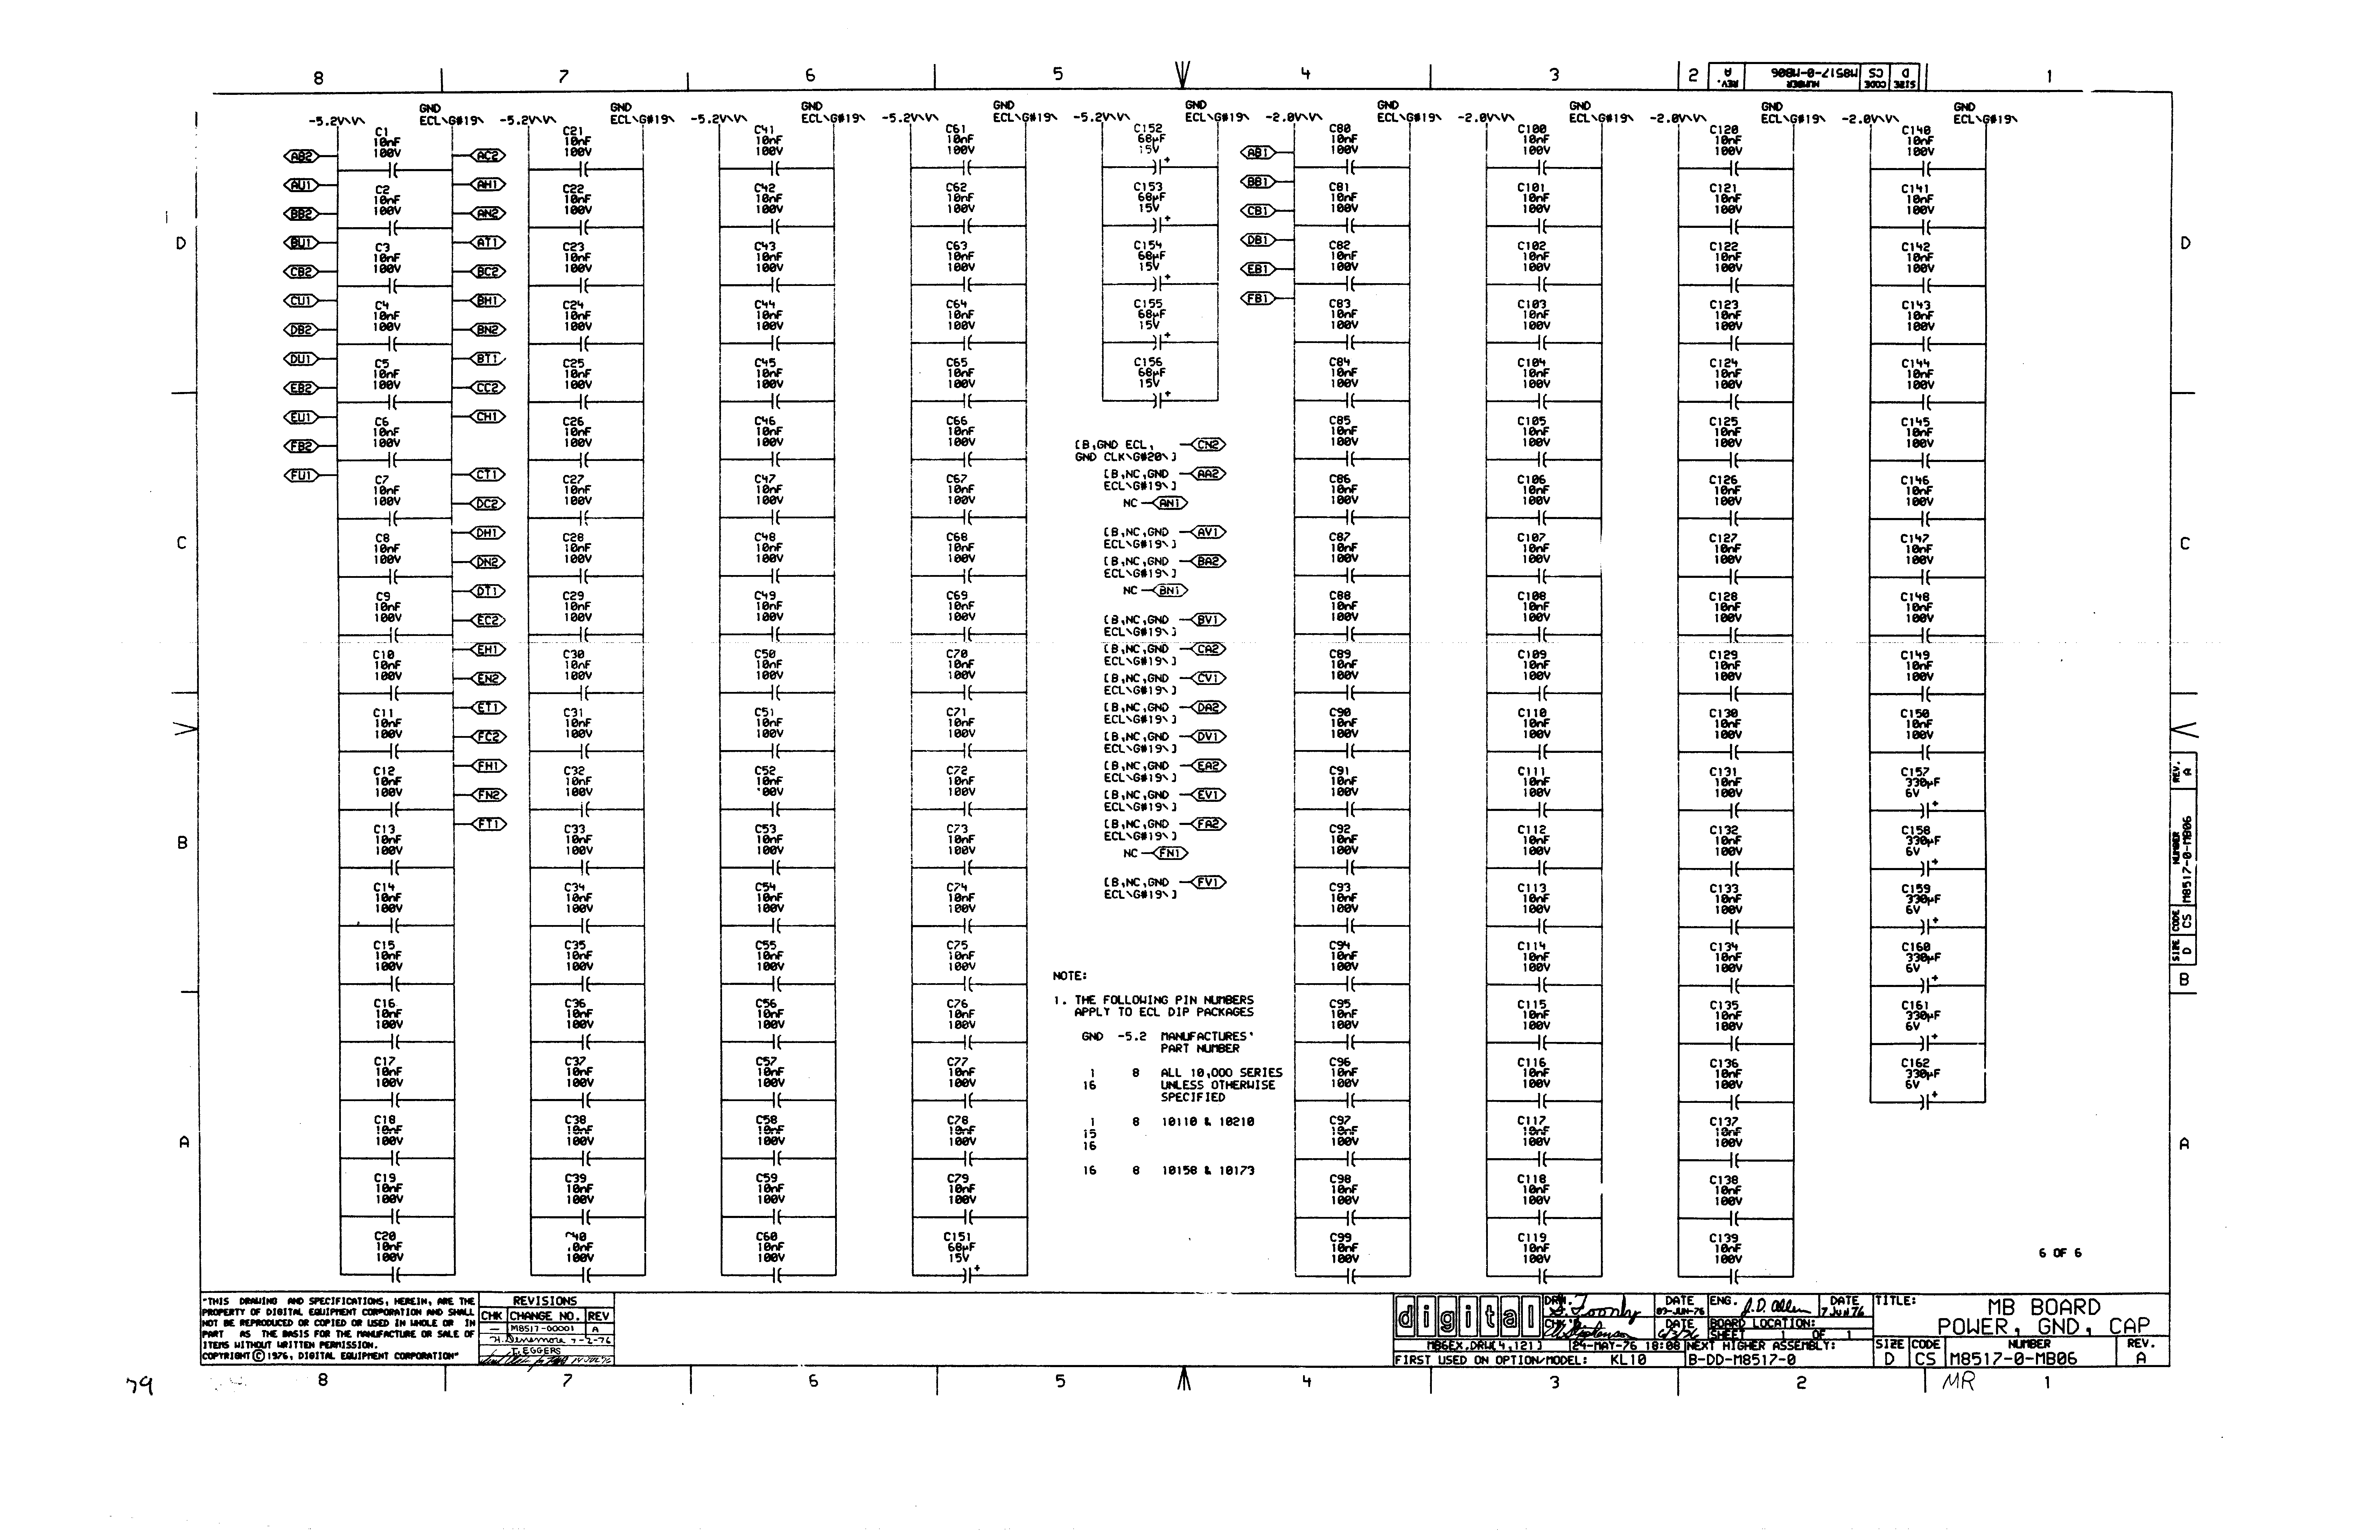 8 7 6 5 4 3 2 1
REV. A
NUMBER M8517-0-MB06
CODE CS
SIZE D
-5.2V\V\
GND
ECL\G#19\
AB2
AU1
BB2
BU1
CB2
CU1
DB2
DU1
EB2
EU1
FB2
FU1
C1
10nF
100V
C2
10nF
100V
C3
10nF
100V
C4
10nF
100V
C5
10nF
100V
C6
10nF
100V
C7
10nF
100V
C8
10nF
100V
C9
10nF
100V
C10
10nF
100V
C11
10nF
100V
C12
10nF
100V
C13
10nF
100V
C14
10nF
100V
C15
10nF
100V
C16
10nF
100V
C17
10nF
100V
C18
10nF
100V
C19
10nF
100V
C20
10nF
100V
AC2
AH1
AN2
AT1
BC2
BH1
BN2
BT1
CC2
CH1
CT1
DC2
DH1
DN2
DT1
EC2
EH1
EN2
ET1
FC2
FH1
FN2
FT1
-5.2V\V\
GND
ECL\G#19\
C21
10nF
100V
C22
10nF
100V
C23
10nF
100V
C24
10nF
100V
C25
10nF
100V
C26
10nF
100V
C27
10nF
100V
C28
10nF
100V
C29
10nF
100V
C30
10nF
100V
C31
10nF
100V
C32
10nF
100V
C33
10nF
100V
C34
10nF
100V
C35
10nF
100V
C36
10nF
100V
C37
10nF
100V
C38
10nF
100V
C39
10nF
100V
40
0nF
100V
-5.2V\V\
GND
ECL\G#19\
C41
10nF
100V
C42
10nF
100V
C43
10nF
100V
C44
10nF
100V
C45
10nF
100V
C46
10nF
100V
C47
10nF
100V
C48
10nF
100V
C49
10nF
100V
C50
10nF
100V
C51
10nF
100V
C52
10nF
00V
C53
10nF
100V
C54
10nF
100V
C55
10nF
100V
C56
10nF
100V
C57
10nF
100V
C58
10nF
100V
C59
10nF
100V
C60
10nF
100V
-5.2V\V\
GND
ECL\G#19\
C61
10nF
100V
C62
10nF
100V
C63
10nF
100V
C64
10nF
100V
C65
10nF
100V
C66
10nF
100V
C67
10nF
100V
C68
10nF
100V
C69
10nF
100V
C70
10nF
100V
C71
10nF
100V
C72
10nF
100V
C73
10nF
100V
C74
10nF
100V
C75
10nF
100V
C76
10nF
100V
C77
10nF
100V
C78
10nF
100V
C79
10nF
100V
C151
68µF
15V
+
-5.2V\V\
GND
ECL\G#19\
C152
68µF
15V
+
C153
68µF
15V
+
C154
68µF
15V
+
C155
68µF
15V
+
C156
68µF
15V
+
[B,GND ECL, CN2
GND CLK\G#20\]
[B,NC,GND AA2
ECL\G#19\]
NC AN1
[B,NC,GND AV1
ECL\G#19\]
[B,NC,GND BA2
ECL\G#19\]
NC BN1
[B,NC,GND BV1
ECL\G#19\]
[B,NC,GND CA2
ECL\G#19\]
[B,NC,GND CV1
ECL\G#19\]
[B,NC,GND DA2
ECL\G#19\]
[B,NC,GND DV1
ECL\G#19\]
[B,NC,GND EA2
ECL\G#19\]
[B,NC,GND EV1
ECL\G#19\]
[B,NC,GND FA2
ECL\G#19\]
NC FN1
[B,NC,GND FV1
ECL\G#19\]
NOTE:
1. THE FOLLOWING PIN NUMBERS
APPLY TO ECL DIP PACKAGES
GND -5.2 MANUFACTURES'
PART NUMBER
1 8 ALL 10,000 SERIES
16 UNLESS OTHERWISE
SPECIFIED
1 8 10110 & 10210
15
16
16 8 10158 & 10173
-2.0V\V\
GND
ECL\G#19\
AB1
BB1
CB1
DB1
EB1
FB1
C80
10nF
100V
C81
10nF
100V
C82
10nF
100V
C83
10nF
100V
C84
10nF
100V
C85
10nF
100V
C86
10nF
100V
C87
10nF
100V
C88
10nF
100V
C89
10nF
100V
C90
10nF
100V
C91
10nF
100V
C92
10nF
100V
C93
10nF
100V
C94
10nF
100V
C95
10nF
100V
C96
10nF
100V
C97
10nF
100V
C98
10nF
100V
C99
10nF
100V
-2.0V\V\
GND
ECL\G#19\
C100
10nF
100V
C101
10nF
100V
C102
10nF
100V
C103
10nF
100V
C104
10nF
100V
C105
10nF
100V
C106
10nF
100V
C107
10nF
100V
C108
10nF
100V
C109
10nF
100V
C110
10nF
100V
C111
10nF
100V
C112
10nF
100V
C113
10nF
100V
C114
10nF
100V
C115
10nF
100V
C116
10nF
100V
C117
10nF
100V
C118
10nF
100V
C119
10nF
100V
-2.0V\V\
GND
ECL\G#19\
C120
10nF
100V
C121
10nF
100V
C122
10nF
100V
C123
10nF
100V
C124
10nF
100V
C125
10nF
100V
C126
10nF
100V
C127
10nF
100V
C128
10nF
100V
C129
10nF
100V
C130
10nF
100V
C131
10nF
100V
C132
10nF
100V
C133
10nF
100V
C134
10nF
100V
C135
10nF
100V
C136
10nF
100V
C137
10nF
100V
C138
10nF
100V
C139
10nF
100V
-2.0V\V\
GND
ECL\G#19\
C140
10nF
100V
C141
10nF
100V
C142
10nF
100V
C143
10nF
100V
C144
10nF
100V
C145
10nF
100V
C146
10nF
100V
C147
10nF
100V
C148
10nF
100V
C149
10nF
100V
C150
10nF
100V
C157
330µF
6V
+
C158
330µF
6V
+
C159
330µF
6V
+
C160
330µF
6V
+
C161
330µF
6V
+
C162
330µF
6V
+
D D
C C
B B
A A
SIZE D
CODE CS
NUMBER M8517-0-MB06
REV. A
6 OF 6
"THIS DRAWING AND SPECIFICATIONS, HEREIN, ARE THE
PROPERTY OF DIGITAL EQUIPMENT CORPORATION AND SHALL
NOT BE REPRODUCED OR COPIED OR USED IN WHOLE OR IN
PART AS THE BASIS FOR THE MANUFACTURE OR SALE OF
ITEMS WITHOUT WRITTEN PERMISSION.
COPYRIGHT © 1976, DIGITAL EQUIPMENT CORPORATION"
REVISIONS
CHK CHANGE NO. REV
— M8517-00001 A
7-2-76
T. EGGERS
digital
DRN.
DATE
09-JUN-76
ENG. J.D. Allen
DATE
7 Jun 76
CHK'D
DATE
BOARD LOCATION:
SHEET 1 OF 1
MB6EX.DRW[4,121] 24-MAY-76 18:08 NEXT HIGHER ASSEMBLY:
FIRST USED ON OPTION/MODEL: KL10 B-DD-M8517-0
TITLE: MB BOARD
POWER, GND, CAP
SIZE CODE NUMBER REV.
D CS M8517-0-MB06 A
79
8 7 6 5 4 3 2 1
MR